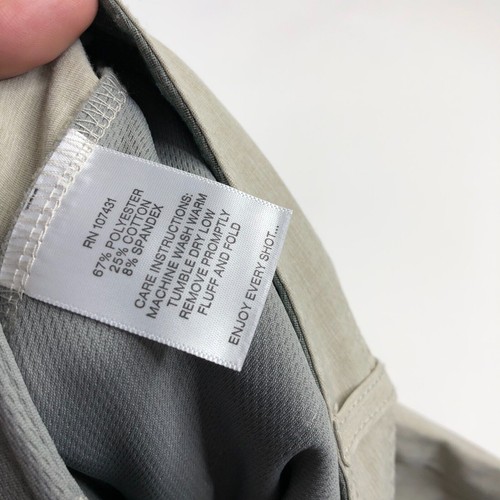 RN 107431
67% POLYESTER
25% COTTON
8% SPANDEX
CARE INSTRUCTIONS:
MACHINE WASH WARM
TUMBLE DRY LOW
REMOVE PROMPTLY
FLUFF AND FOLD
ENJOY EVERY SHOT...